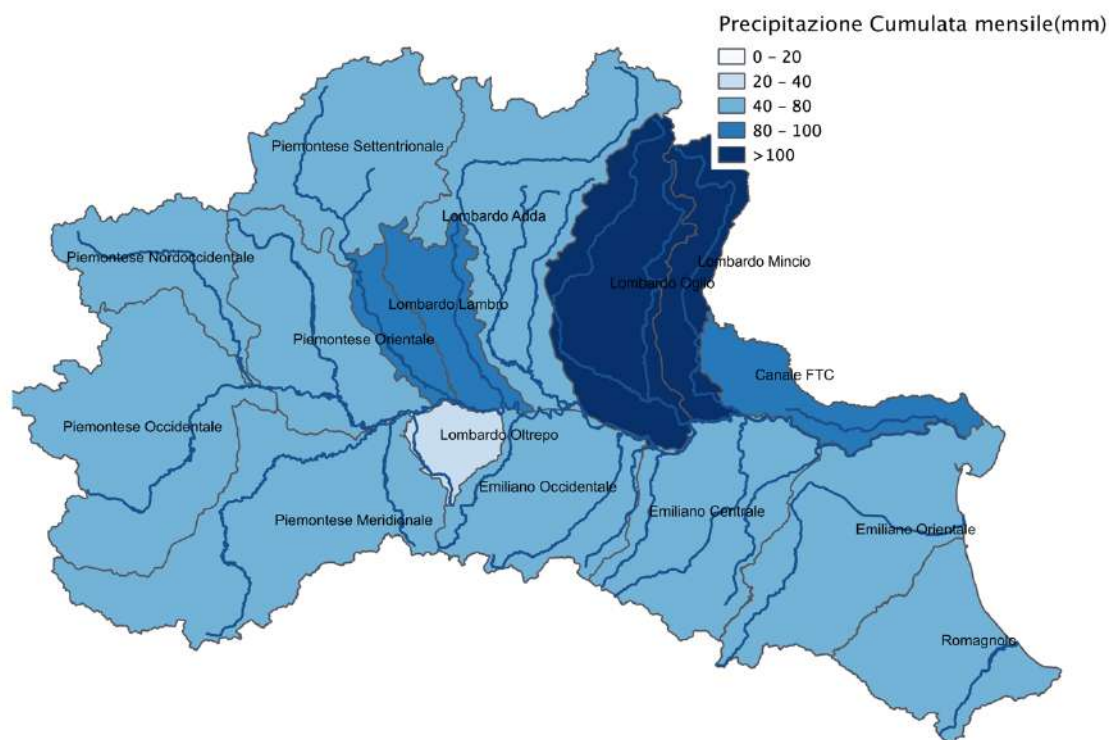 Precipitazione Cumulata mensile(mm)
0 - 20
20 - 40
40 - 80
80 - 100
>100
Piemontese Settentrionale
Lombardo Adda
Piemontese Nordoccidentale
Lombardo Mincio
Lombardo Oglio
Lombardo Lambro
Piemontese Orientale
Canale FTC
Piemontese Occidentale
Lombardo Oltrepo
Emiliano Occidentale
Piemontese Meridionale
Emiliano Centrale
Emiliano Orientale
Romagnolo